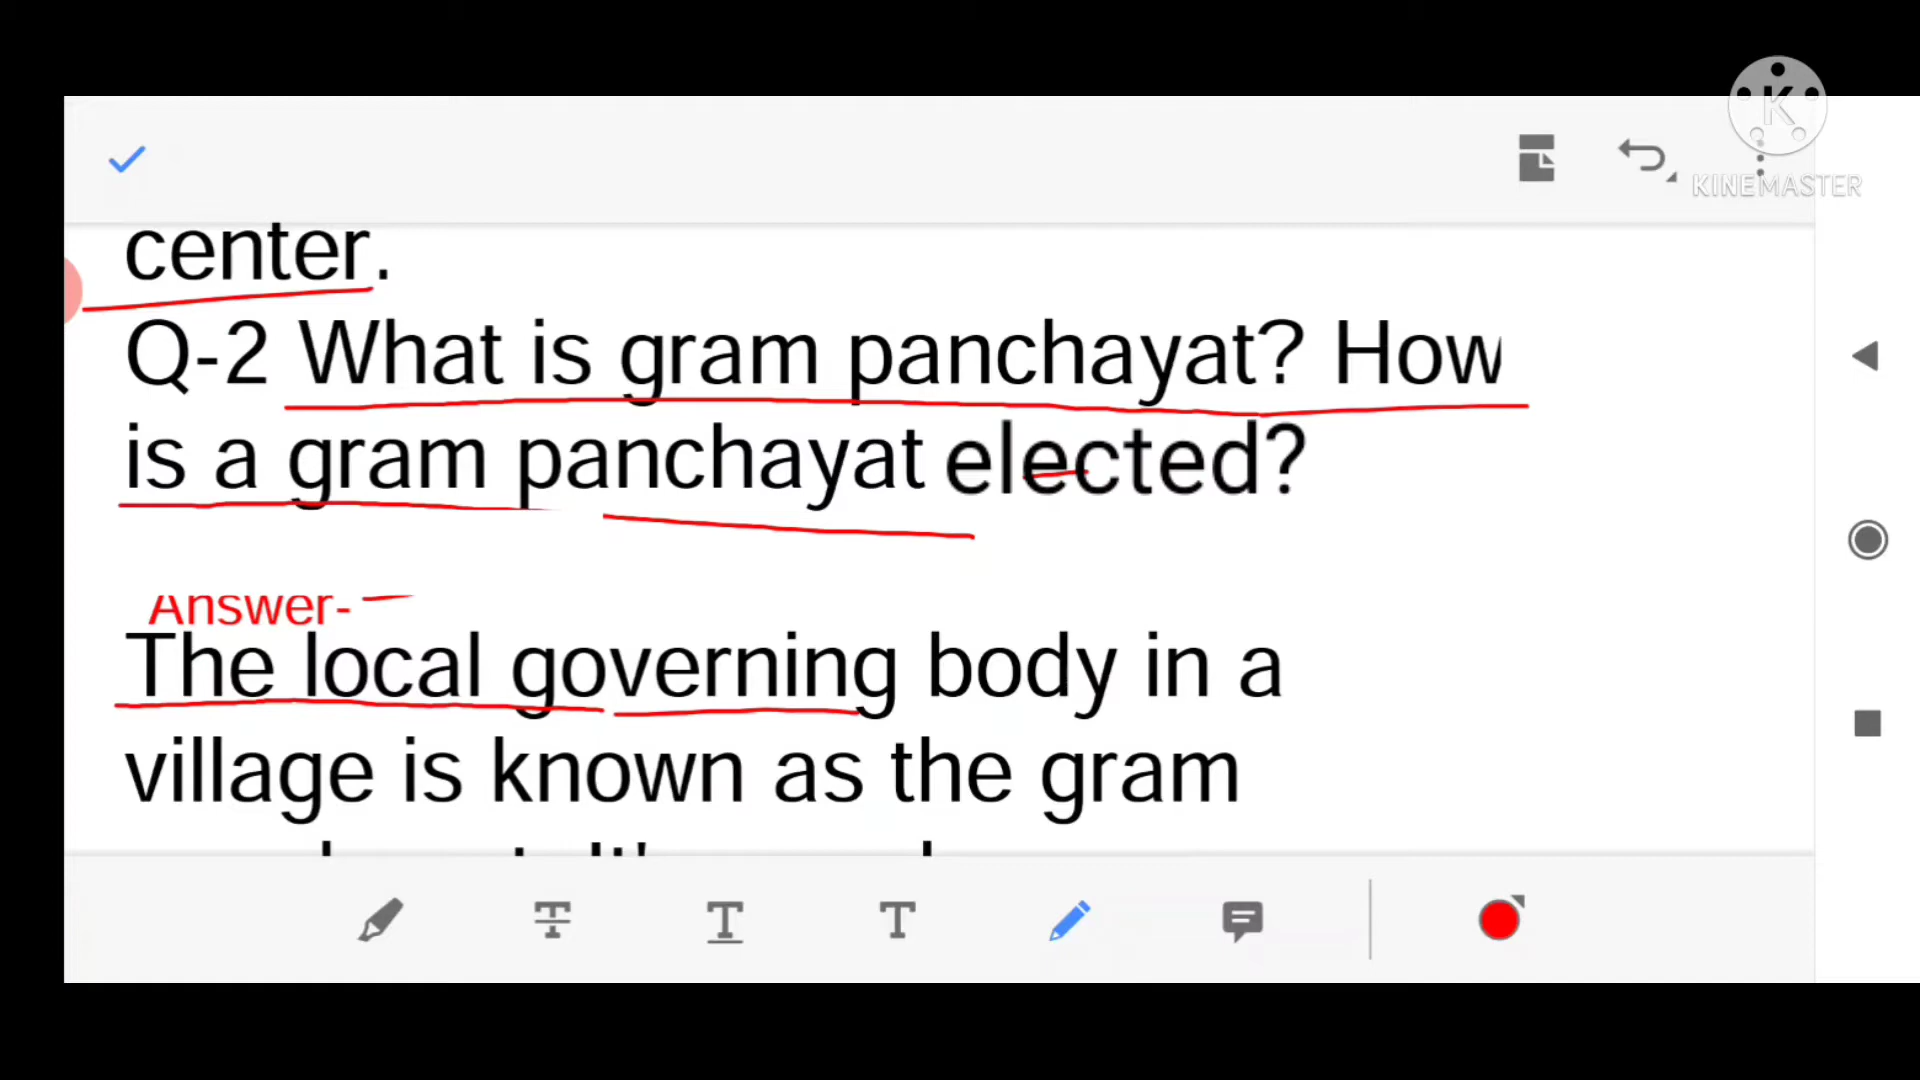 K
KINEMASTER
center.
Q-2 What is gram panchayat? How
is a gram panchayat elected?
Answer-
The local governing body in a
village is known as the gram